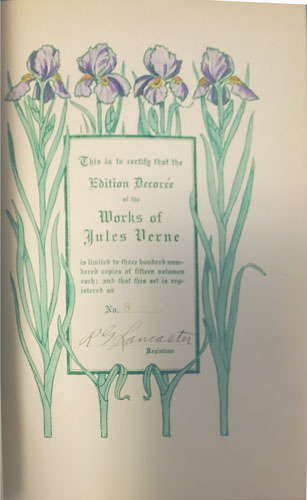 This is to certify that the
Edition Decorée
of the
Works of
Jules Verne
is limited to three hundred num-
bered copies of fifteen volumes
each; and that this set is reg-
istered as
No. 8
R G Lancaster
Registrar